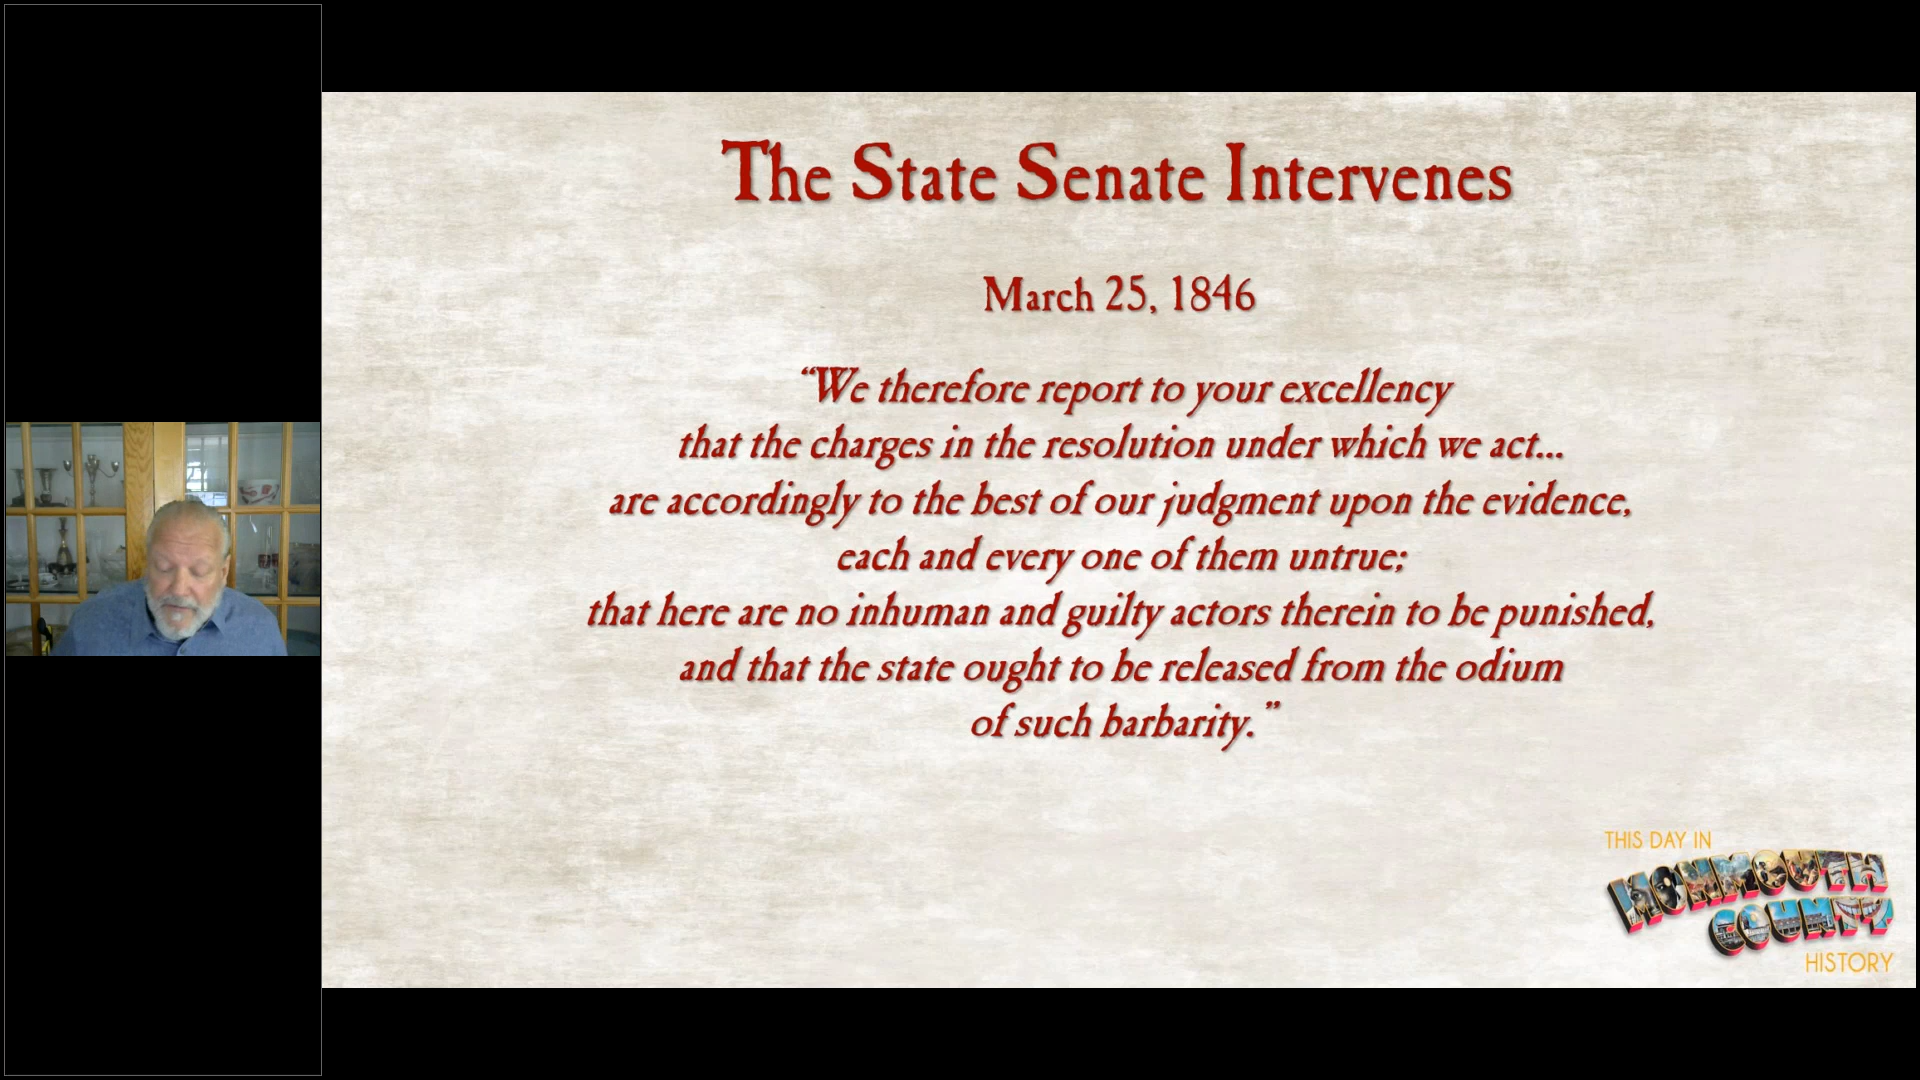 The State Senate Intervenes
March 25, 1846
“We therefore report to your excellency
that the charges in the resolution under which we act...
are accordingly to the best of our judgment upon the evidence,
each and every one of them untrue;
that here are no inhuman and guilty actors therein to be punished,
and that the state ought to be released from the odium
of such barbarity.”
THIS DAY IN
MONMOUTH
COUNTY
HISTORY